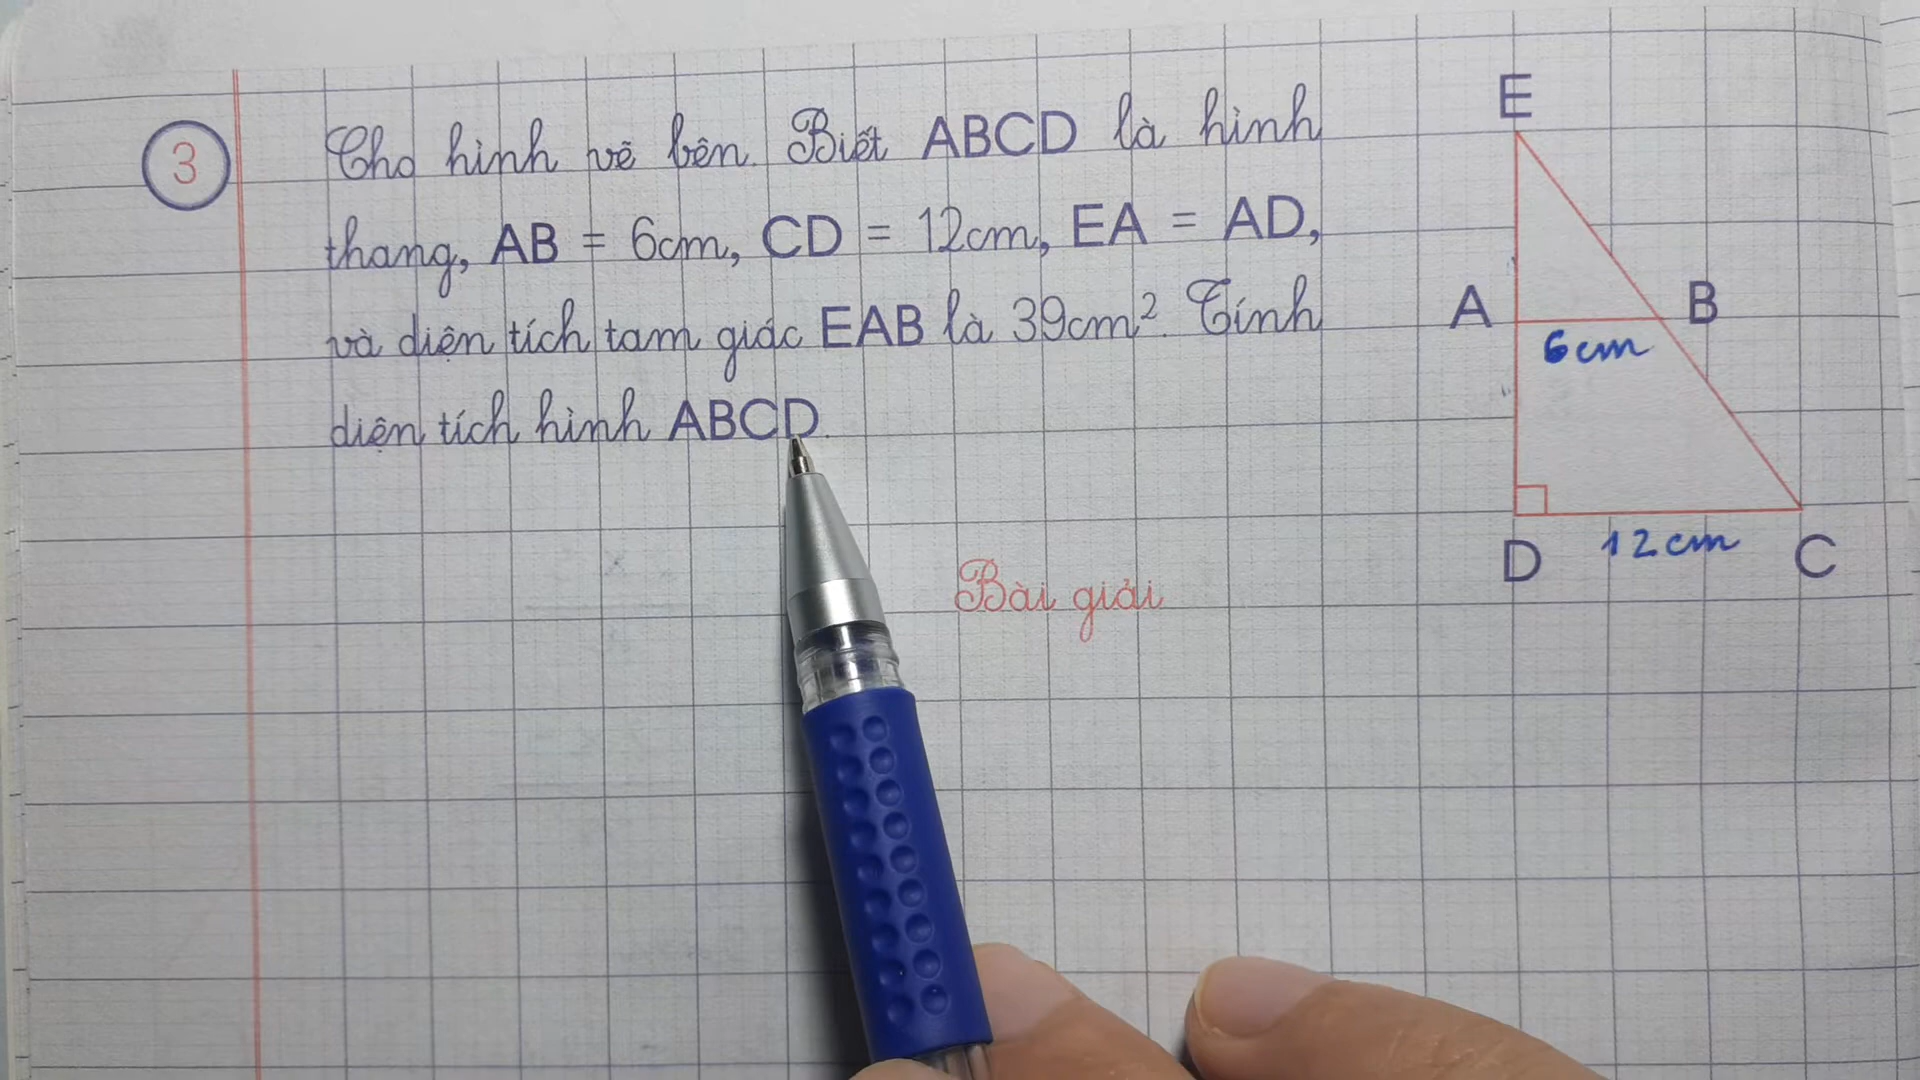 3
Cho hình vẽ bên. Biết ABCD là hình
thang, AB = 6cm, CD = 12cm, EA = AD,
và diện tích tam giác EAB là 39cm². Tính
diện tích hình ABCD.
Bài giải
E
A
B
6cm
D
12cm
C